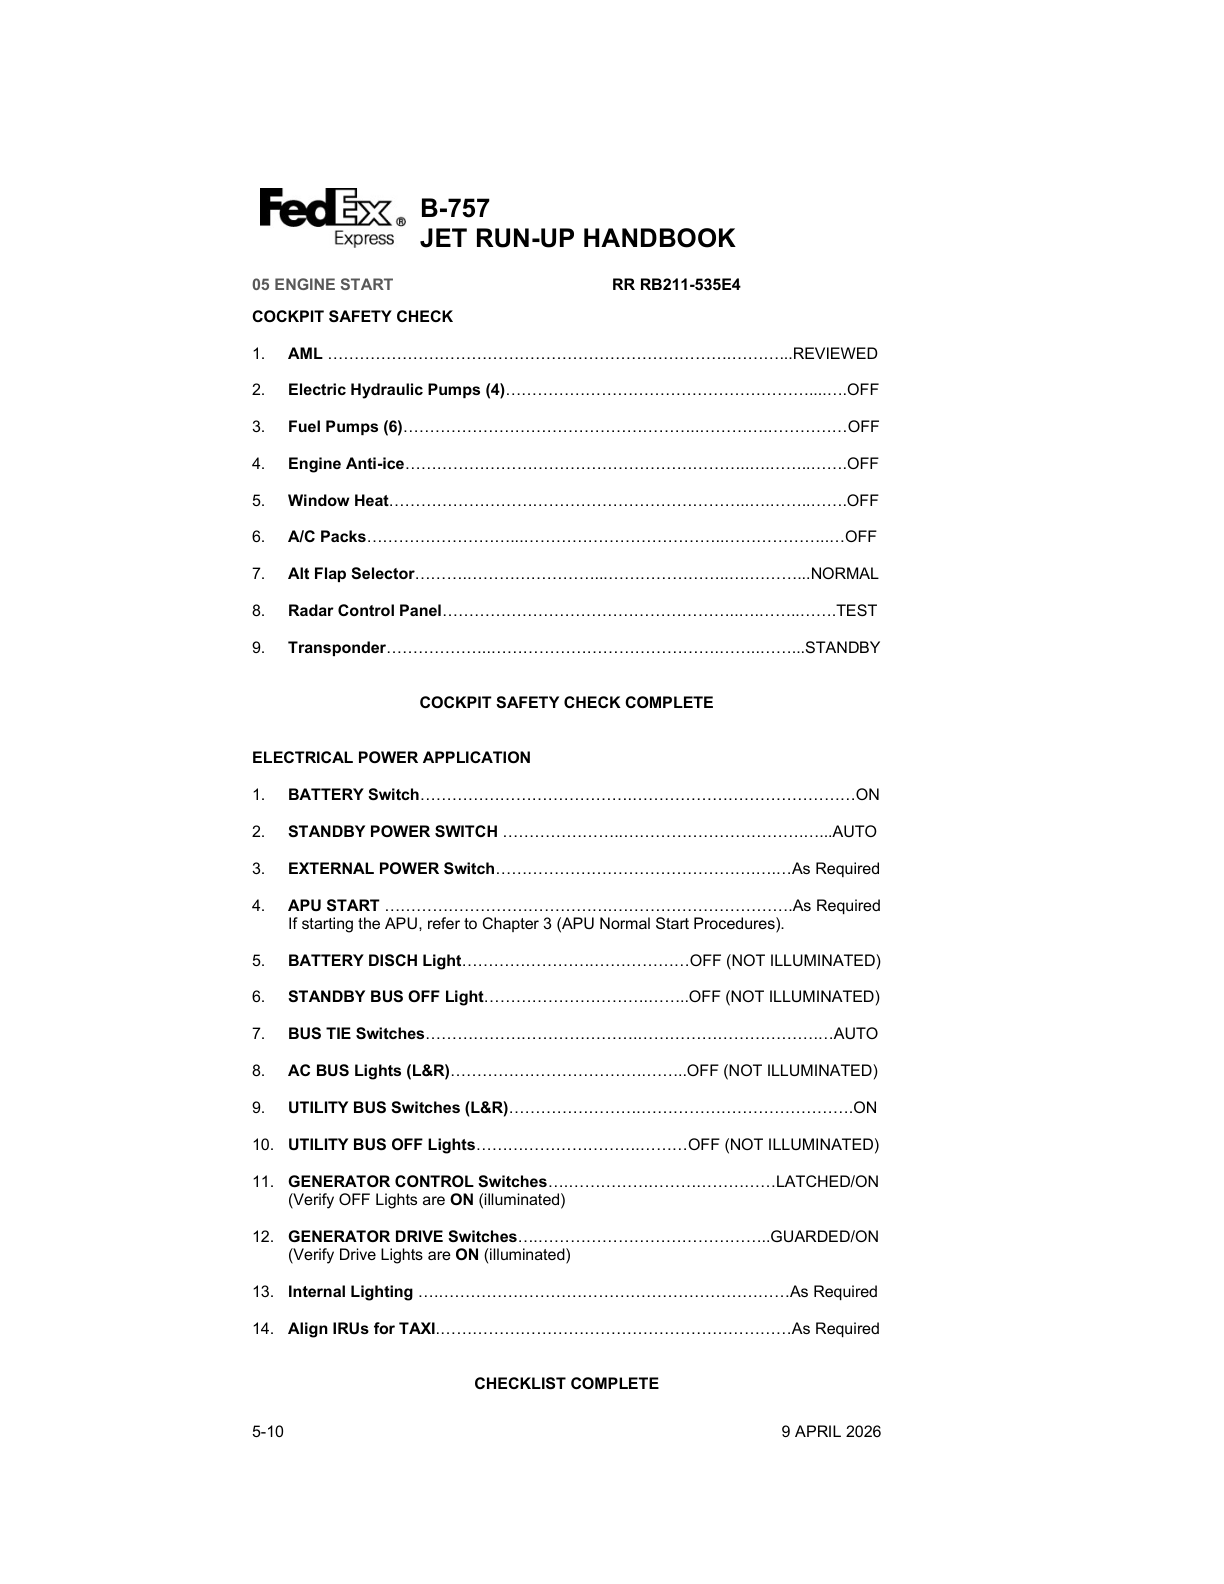 FedEx® B-757
Express JET RUN-UP HANDBOOK
05 ENGINE START RR RB211-535E4
COCKPIT SAFETY CHECK
1. AML ……………………………………………………………………...REVIEWED
2. Electric Hydraulic Pumps (4)…………………………………………………....….OFF
3. Fuel Pumps (6)………………………………………………...………….……………OFF
4. Engine Anti-ice………………………………………………………..…..……..…….OFF
5. Window Heat……………………………………………………………..…..……..…….OFF
6. A/C Packs………………………....………………………………..………………..…OFF
7. Alt Flap Selector……….……………………...…………………..….………...NORMAL
8. Radar Control Panel………………………………………………..…..……..…….TEST
9. Transponder………………..…………………………………….……..……...STANDBY
COCKPIT SAFETY CHECK COMPLETE
ELECTRICAL POWER APPLICATION
1. BATTERY Switch………………………………….……………………………………ON
2. STANDBY POWER SWITCH …………………..…………………………….…...AUTO
3. EXTERNAL POWER Switch………………………………………….….…As Required
4. APU START ………………………………………………………………….As Required
If starting the APU, refer to Chapter 3 (APU Normal Start Procedures).
5. BATTERY DISCH Light…………………….………………OFF (NOT ILLUMINATED)
6. STANDBY BUS OFF Light………………………….……..OFF (NOT ILLUMINATED)
7. BUS TIE Switches………………………………….…………………………….…AUTO
8. AC BUS Lights (L&R)……………………………….……..OFF (NOT ILLUMINATED)
9. UTILITY BUS Switches (L&R)…………………….………………………………….ON
10. UTILITY BUS OFF Lights………………………….………OFF (NOT ILLUMINATED)
11. GENERATOR CONTROL Switches….…………………….…………LATCHED/ON
(Verify OFF Lights are ON (illuminated)
12. GENERATOR DRIVE Switches….……………………………………..GUARDED/ON
(Verify Drive Lights are ON (illuminated)
13. Internal Lighting ….…………………………………………………………As Required
14. Align IRUs for TAXI.…………………………………………………………As Required
CHECKLIST COMPLETE
5-10 9 APRIL 2026